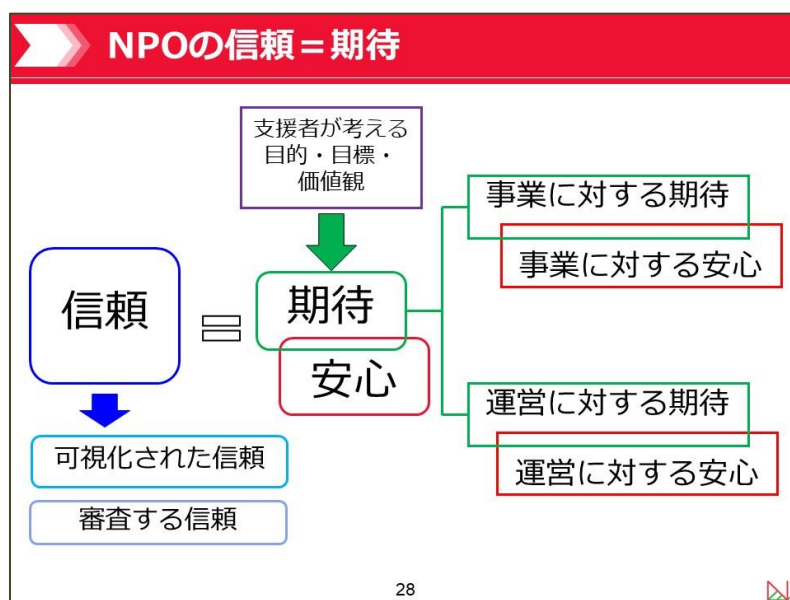 NPOの信頼＝期待
支援者が考える
目的・目標・
価値観
信頼
＝
期待
安心
事業に対する期待
事業に対する安心
運営に対する期待
運営に対する安心
可視化された信頼
審査する信頼
28